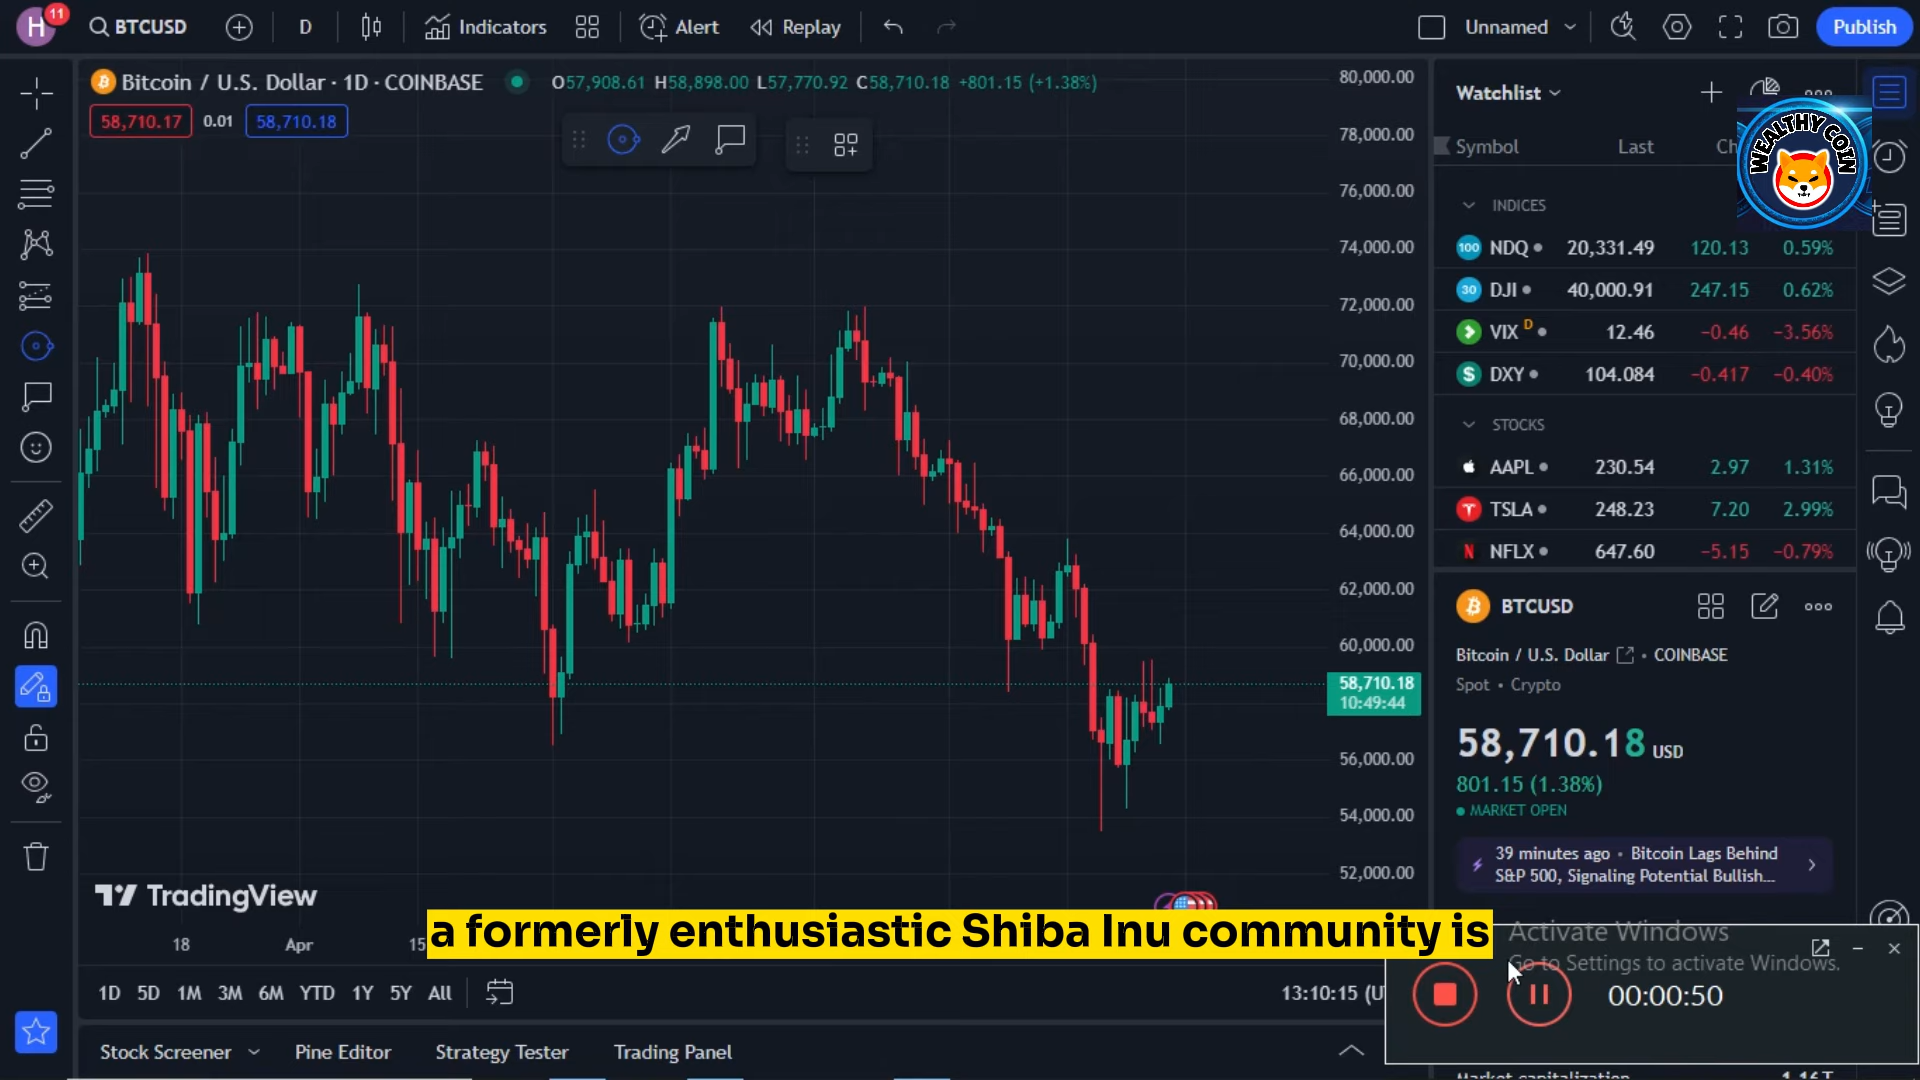 H
11
BTCUSD
D
Indicators
Alert
Replay
Unnamed
Publish
Bitcoin / U.S. Dollar · 1D · COINBASE
O57,908.61 H58,898.00 L57,770.92 C58,710.18 +801.15 (+1.38%)
58,710.17
0.01
58,710.18
80,000.00
78,000.00
76,000.00
74,000.00
72,000.00
70,000.00
68,000.00
66,000.00
64,000.00
62,000.00
60,000.00
58,710.18
10:49:44
56,000.00
54,000.00
52,000.00
Watchlist
WEALTHY COIN
Symbol Last
INDICES
100 NDQ 20,331.49 120.13 0.59%
30 DJI 40,000.91 247.15 0.62%
VIX D 12.46 −0.46 −3.56%
$ DXY 104.084 −0.417 −0.40%
STOCKS
AAPL 230.54 2.97 1.31%
TSLA 248.23 7.20 2.99%
N NFLX 647.60 −5.15 −0.79%
BTCUSD
Bitcoin / U.S. Dollar · COINBASE
Spot · Crypto
58,710.18 USD
801.15 (1.38%)
MARKET OPEN
39 minutes ago · Bitcoin Lags Behind
S&P 500, Signaling Potential Bullish...
TradingView
a formerly enthusiastic Shiba Inu community is
18 Apr 15
Activate Windows
Go to Settings to activate Windows.
00:00:50
1D 5D 1M 3M 6M YTD 1Y 5Y All
13:10:15 (U
Stock Screener
Pine Editor
Strategy Tester
Trading Panel
Market capitalization
1.16T